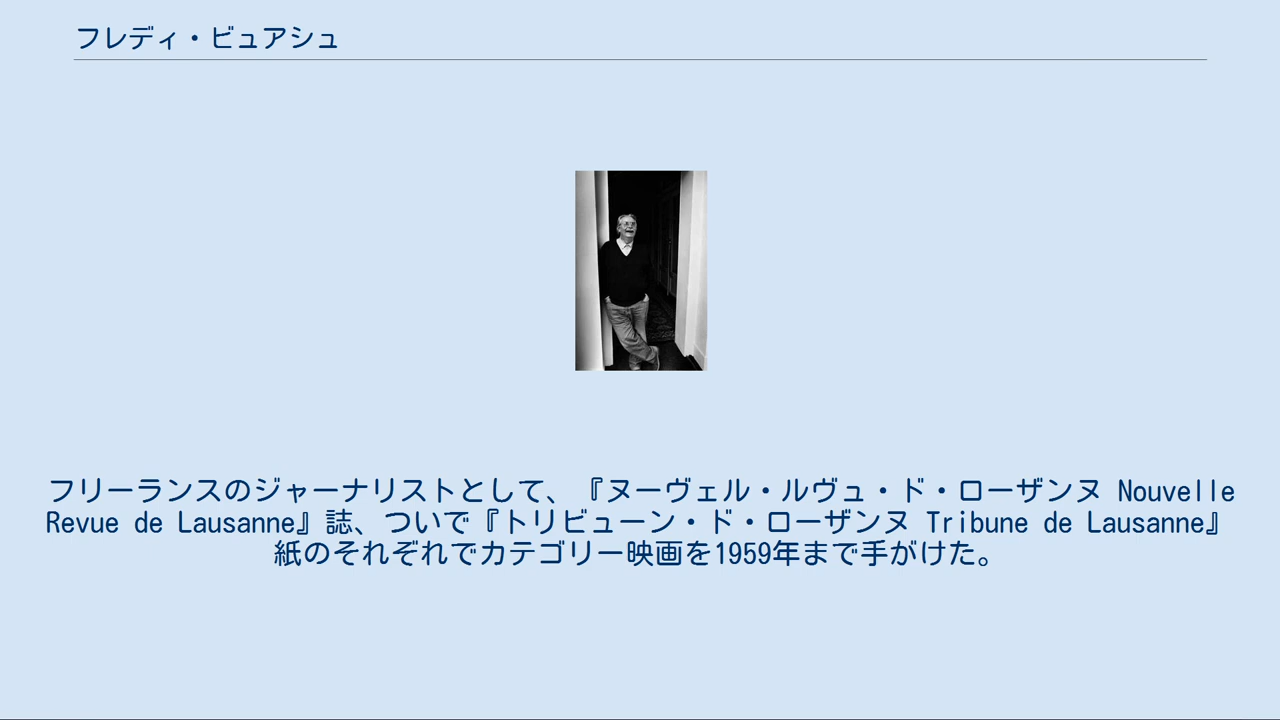 フレディ・ビュアシュ
フリーランスのジャーナリストとして、『ヌーヴェル・ルヴュ・ド・ローザンヌ Nouvelle
Revue de Lausanne』誌、ついで『トリビューン・ド・ローザンヌ Tribune de Lausanne』
紙のそれぞれでカテゴリー映画を1959年まで手がけた。